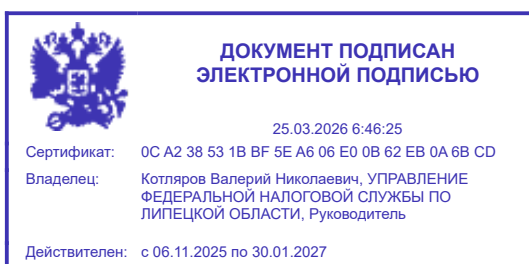 ДОКУМЕНТ ПОДПИСАН
ЭЛЕКТРОННОЙ ПОДПИСЬЮ
25.03.2026 6:46:25
Сертификат: 0C A2 38 53 1B BF 5E A6 06 E0 0B 62 EB 0A 6B CD
Владелец: Котляров Валерий Николаевич, УПРАВЛЕНИЕ
ФЕДЕРАЛЬНОЙ НАЛОГОВОЙ СЛУЖБЫ ПО
ЛИПЕЦКОЙ ОБЛАСТИ, Руководитель
Действителен: с 06.11.2025 по 30.01.2027